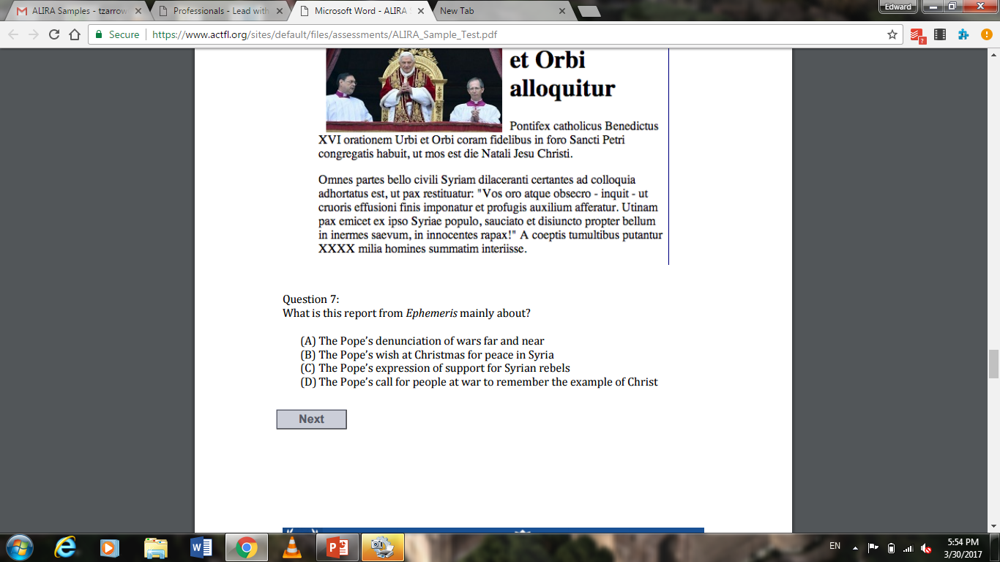 ALIRA Samples - tzarrow
Professionals - Lead with
Microsoft Word - ALIRA
New Tab
Edward
Secure
https://www.actfl.org/sites/default/files/assessments/ALIRA_Sample_Test.pdf
et Orbi
alloquitur
Pontifex catholicus Benedictus
XVI orationem Urbi et Orbi coram fidelibus in foro Sancti Petri
congregatis habuit, ut mos est die Natali Jesu Christi.
Omnes partes bello civili Syriam dilaceranti certantes ad colloquia
adhortatus est, ut pax restituatur: "Vos oro atque obsecro - inquit - ut
cruoris effusioni finis imponatur et profugis auxilium afferatur. Utinam
pax emicet ex ipso Syriae populo, sauciato et disiuncto propter bellum
in inermes saevum, in innocentes rapax!" A coeptis tumultibus putantur
XXXX milia homines summatim interiisse.
Question 7:
What is this report from Ephemeris mainly about?
(A) The Pope's denunciation of wars far and near
(B) The Pope's wish at Christmas for peace in Syria
(C) The Pope's expression of support for Syrian rebels
(D) The Pope's call for people at war to remember the example of Christ
Next
EN
5:54 PM
3/30/2017